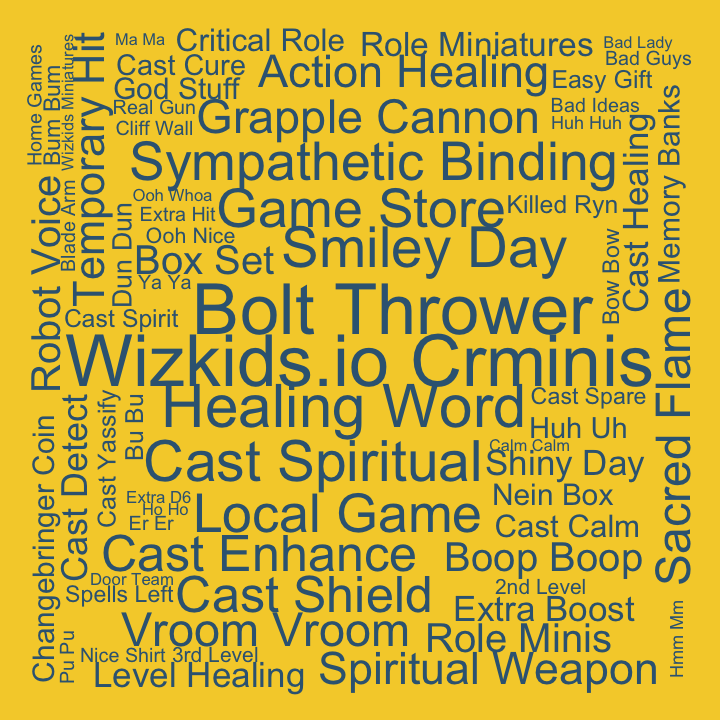 Ma Ma
Critical Role
Role Miniatures
Bad Lady
Bad Guys
Cast Cure
Action Healing
Easy Gift
God Stuff
Real Gun
Grapple Cannon
Bad Ideas
Huh Huh
Cliff Wall
Home Games
Bum Bum
Wizkids Miniatures
Temporary Hit
Sympathetic Binding
Cast Healing
Memory Banks
Ooh Whoa
Extra Hit
Game Store
Killed Ryn
Robot Voice
Blade Arm
Dun Dun
Ooh Nice
Box Set
Smiley Day
Bow Bow
Ya Ya
Cast Spirit
Bolt Thrower
Wizkids.io Crminis
Sacred Flame
Healing Word
Cast Spare
Huh Uh
Changebringer Coin
Cast Detect
Cast Yassify
Bu Bu
Cast Spiritual
Calm Calm
Shiny Day
Extra D6
Ho Ho
Er Er
Local Game
Nein Box
Cast Calm
Cast Enhance
Boop Boop
Door Team
Spells Left
Cast Shield
2nd Level
Extra Boost
Pu Pu
Vroom Vroom
Role Minis
Hmm Mm
Nice Shirt
3rd Level
Level Healing
Spiritual Weapon